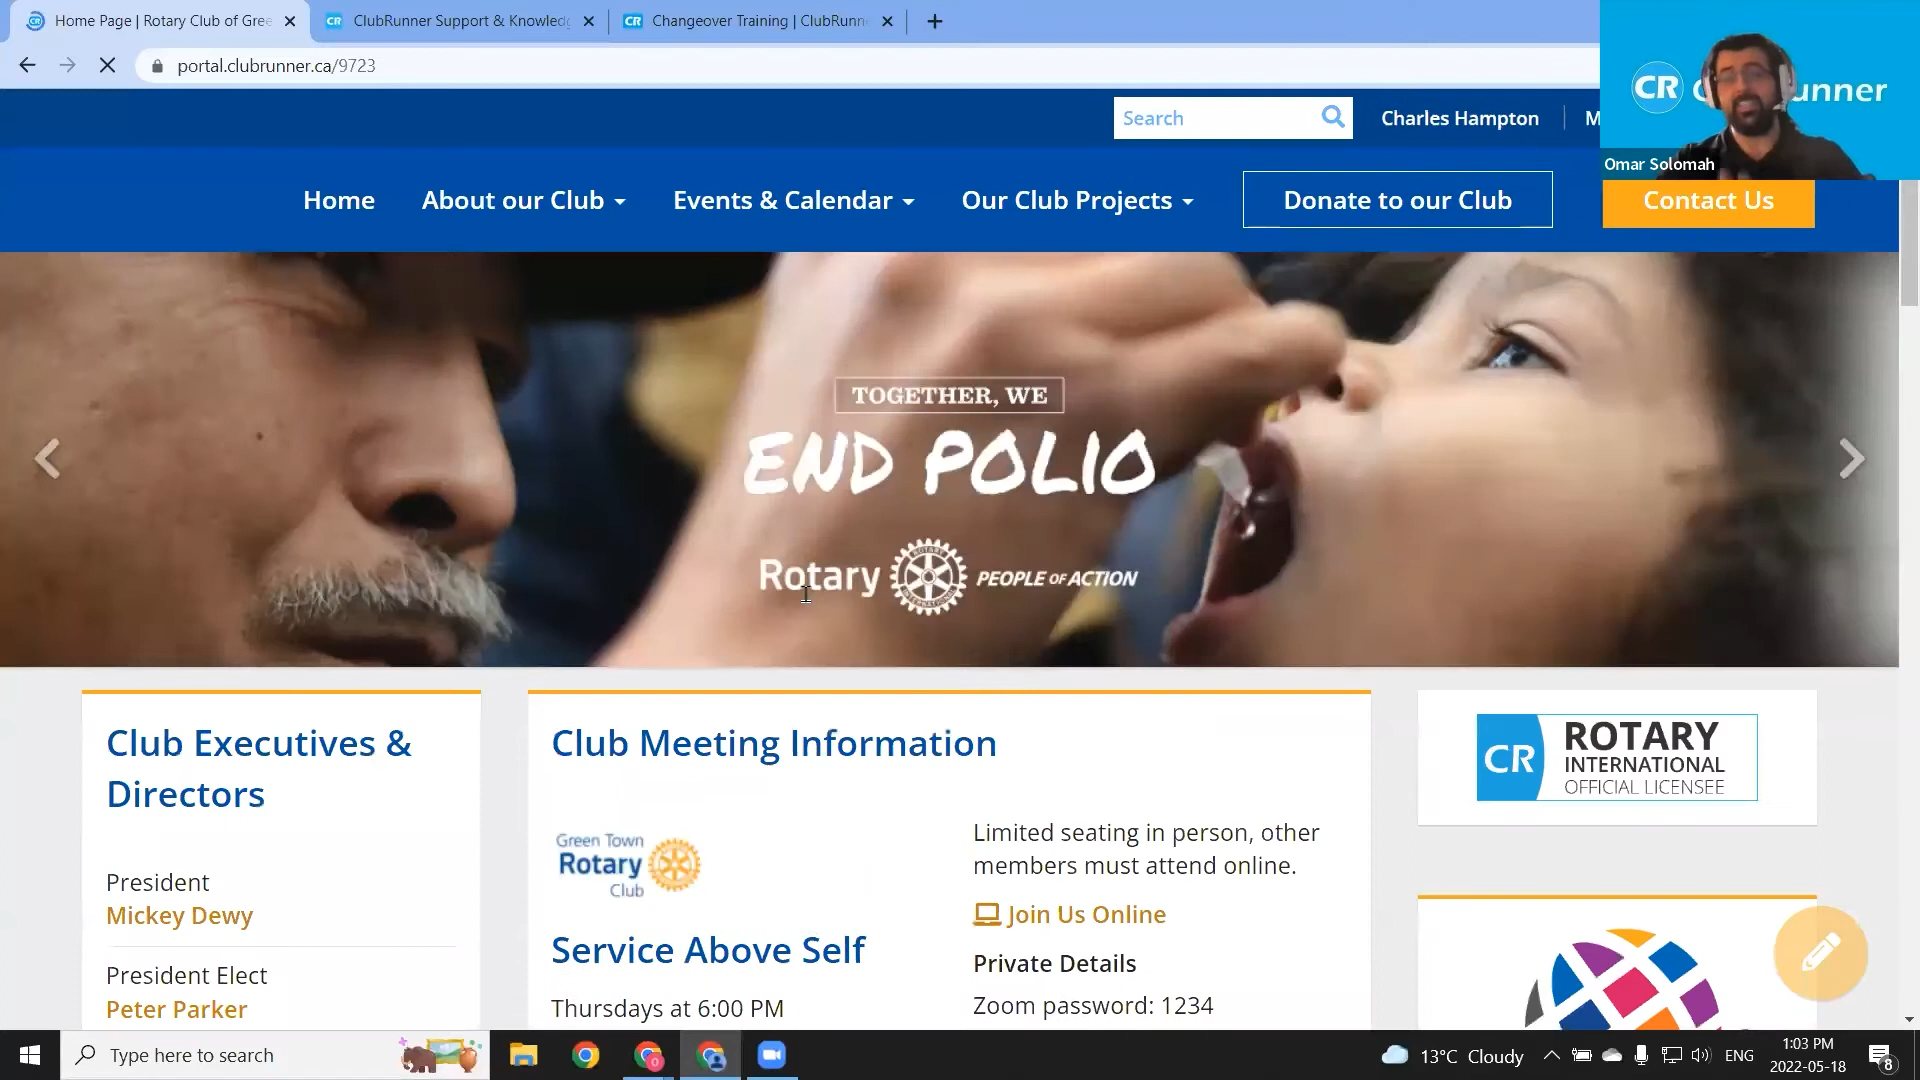 Home Page | Rotary Club of Gree
ClubRunner Support & Knowledg
Changeover Training | ClubRunn
portal.clubrunner.ca/9723
Search
Charles Hampton
M
CR
unner
Omar Solomah
Home
About our Club
Events & Calendar
Our Club Projects
Donate to our Club
Contact Us
TOGETHER, WE
END POLIO
Rotary
PEOPLE OF ACTION
Club Executives &
Directors
President
Mickey Dewy
President Elect
Peter Parker
Club Meeting Information
Green Town
Rotary
Club
Service Above Self
Thursdays at 6:00 PM
Limited seating in person, other
members must attend online.
Join Us Online
Private Details
Zoom password: 1234
CR
ROTARY
INTERNATIONAL
OFFICIAL LICENSEE
Type here to search
13°C Cloudy
ENG
1:03 PM
2022-05-18
8